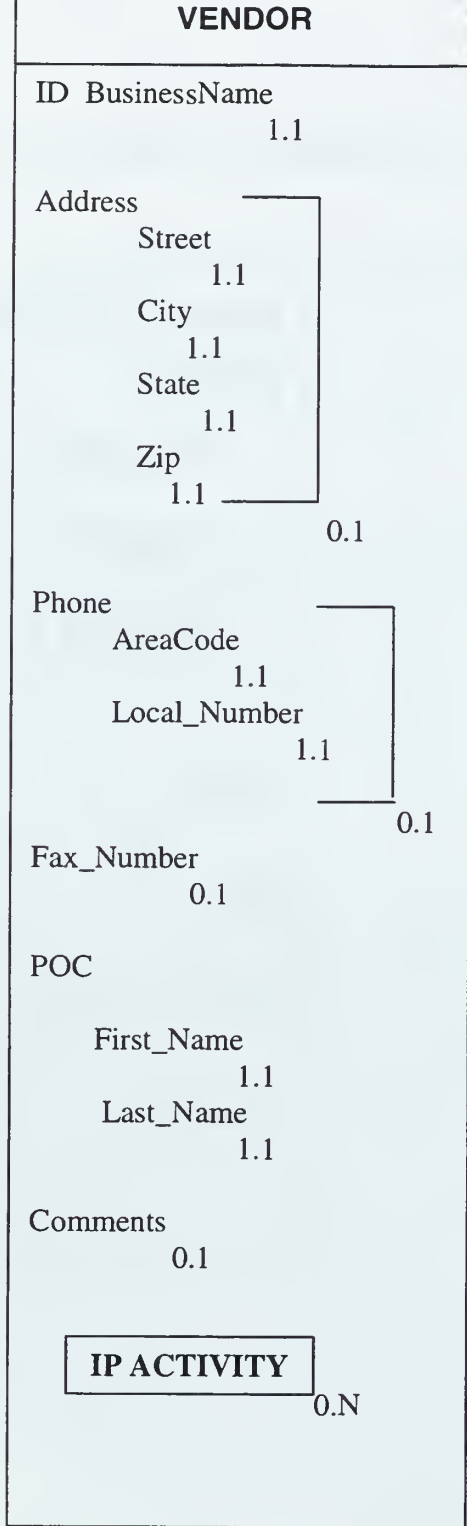 VENDOR
ID BusinessName
1.1
Address
Street
1.1
City
1.1
State
1.1
Zip
1.1
0.1
Phone
AreaCode
1.1
Local_Number
1.1
0.1
Fax_Number
0.1
POC
First_Name
1.1
Last_Name
1.1
Comments
0.1
IP ACTIVITY
0.N